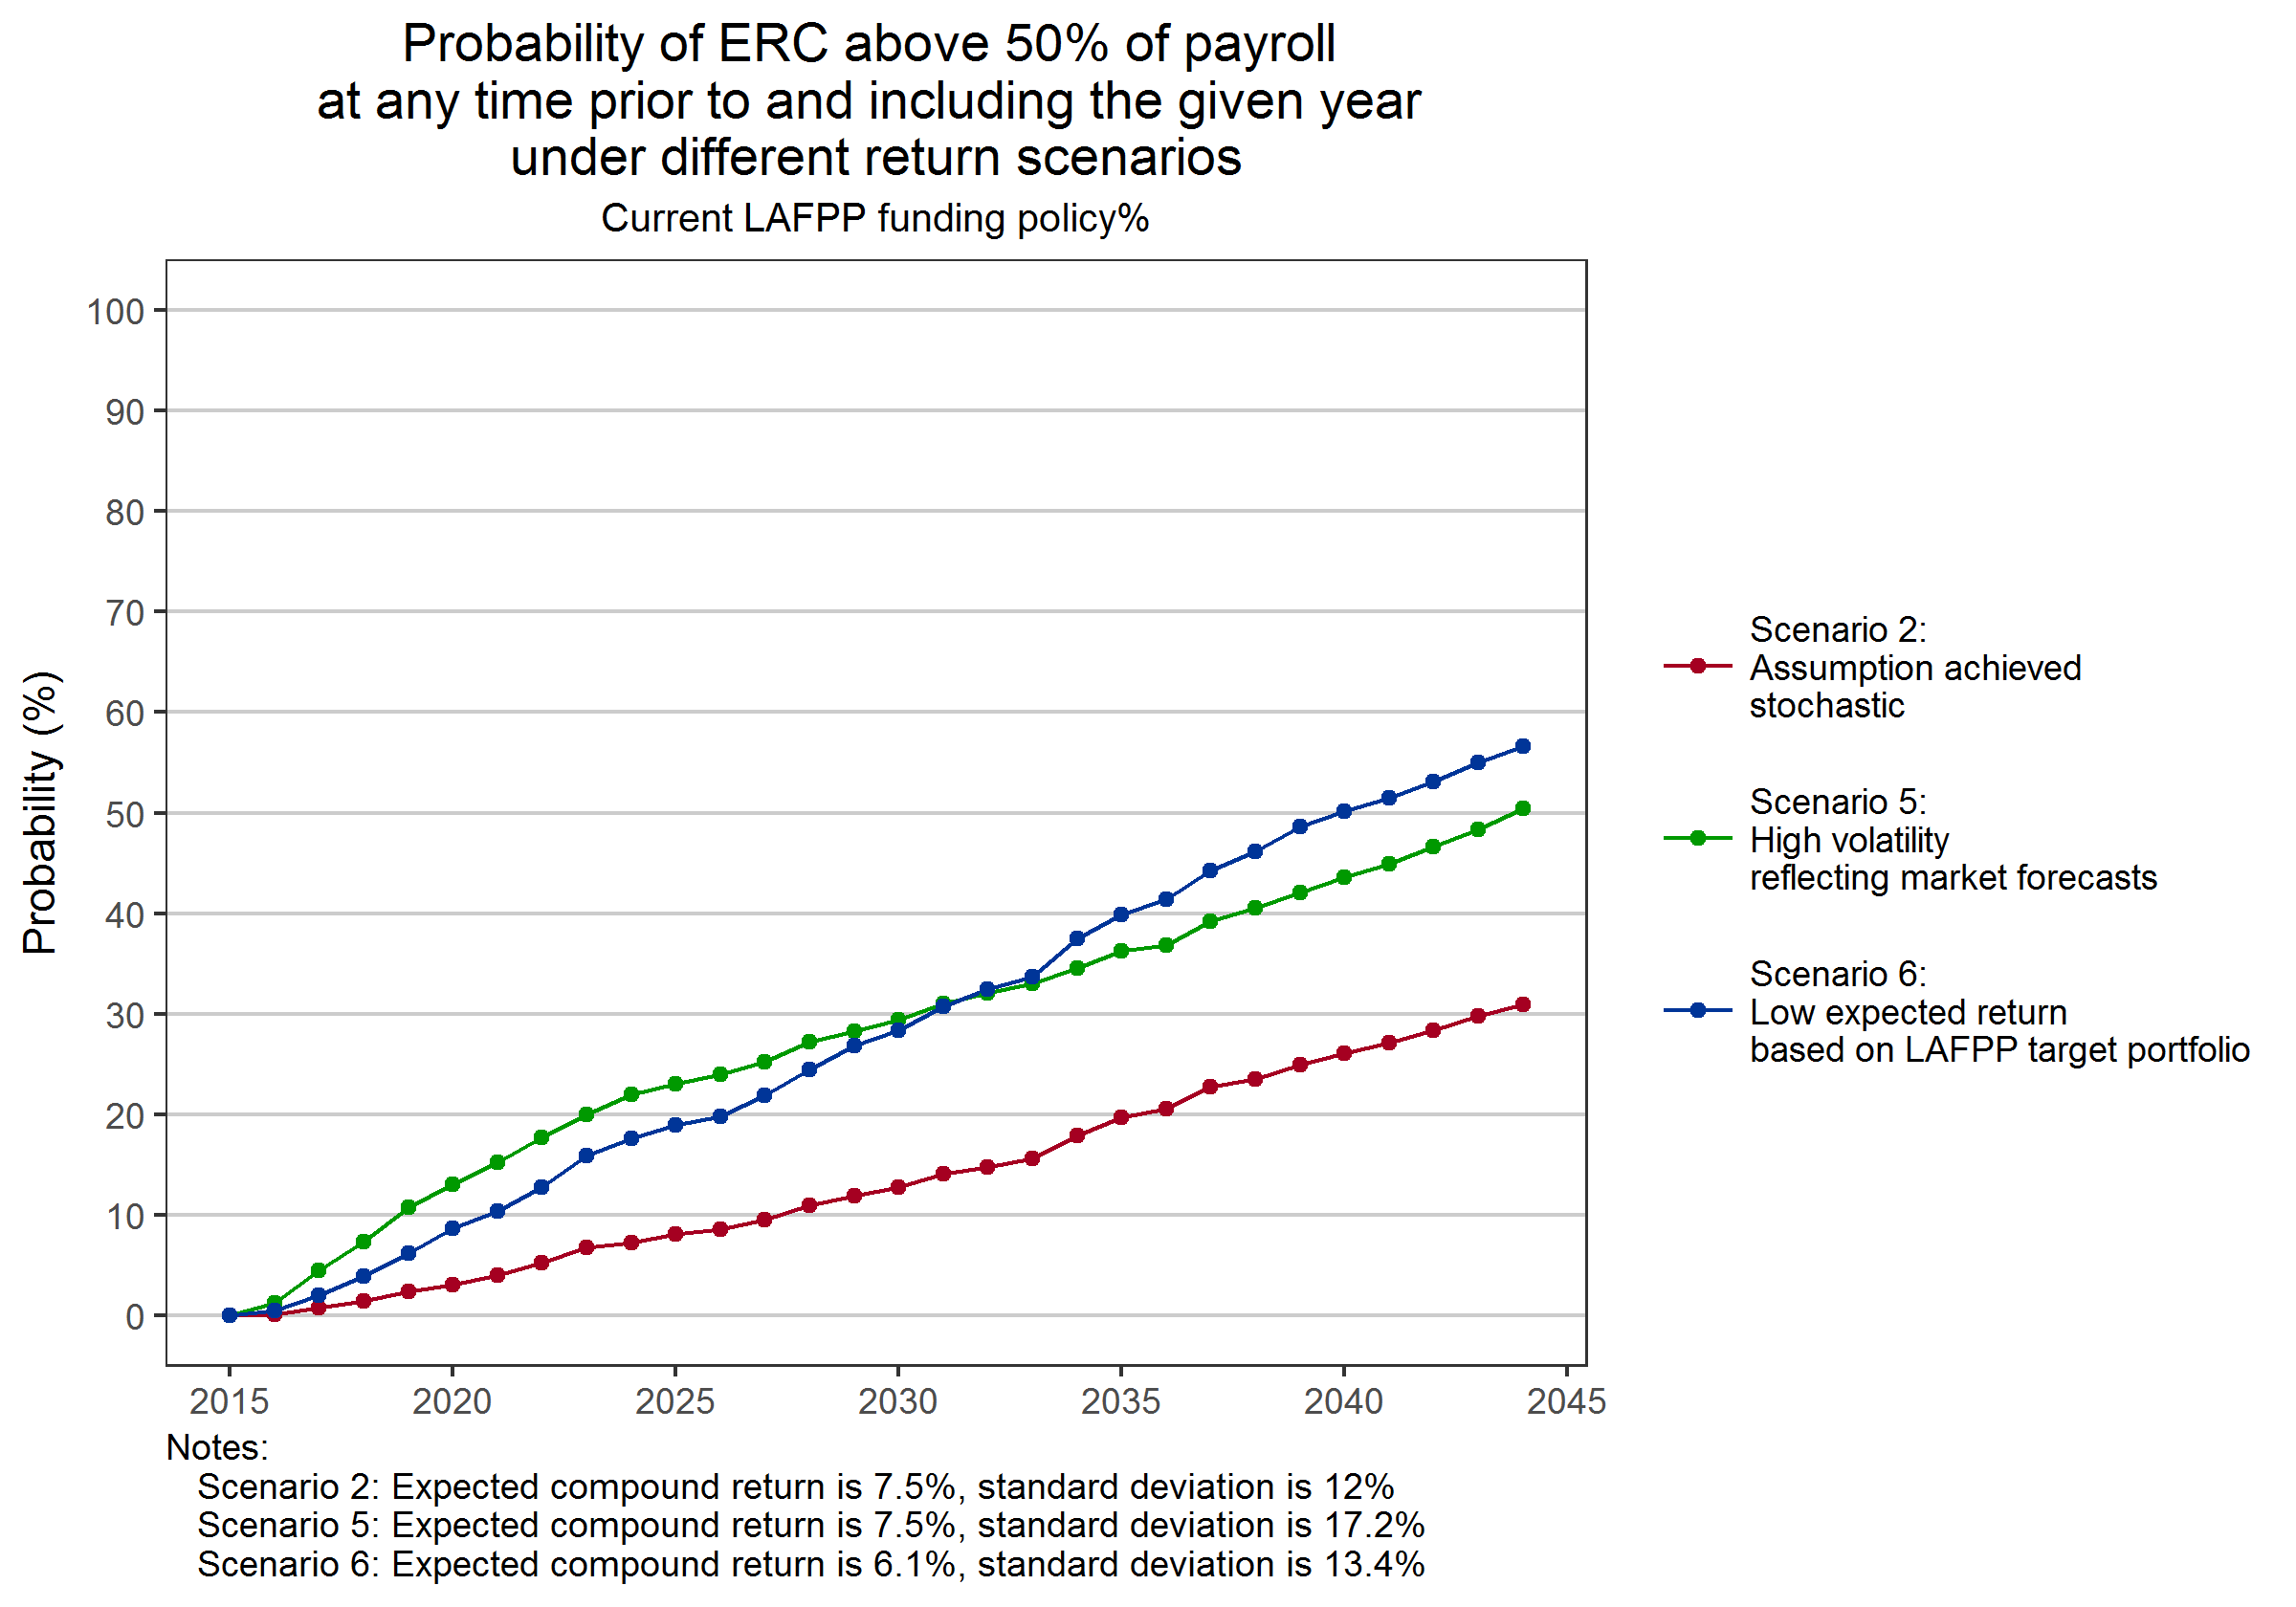 Probability of ERC above 50% of payroll
at any time prior to and including the given year
under different return scenarios
Current LAFPP funding policy%
Probability (%)
100
90
80
70
60
50
40
30
20
10
0
2015 2020 2025 2030 2035 2040 2045
Scenario 2:
Assumption achieved
stochastic
Scenario 5:
High volatility
reflecting market forecasts
Scenario 6:
Low expected return
based on LAFPP target portfolio
Notes:
Scenario 2: Expected compound return is 7.5%, standard deviation is 12%
Scenario 5: Expected compound return is 7.5%, standard deviation is 17.2%
Scenario 6: Expected compound return is 6.1%, standard deviation is 13.4%